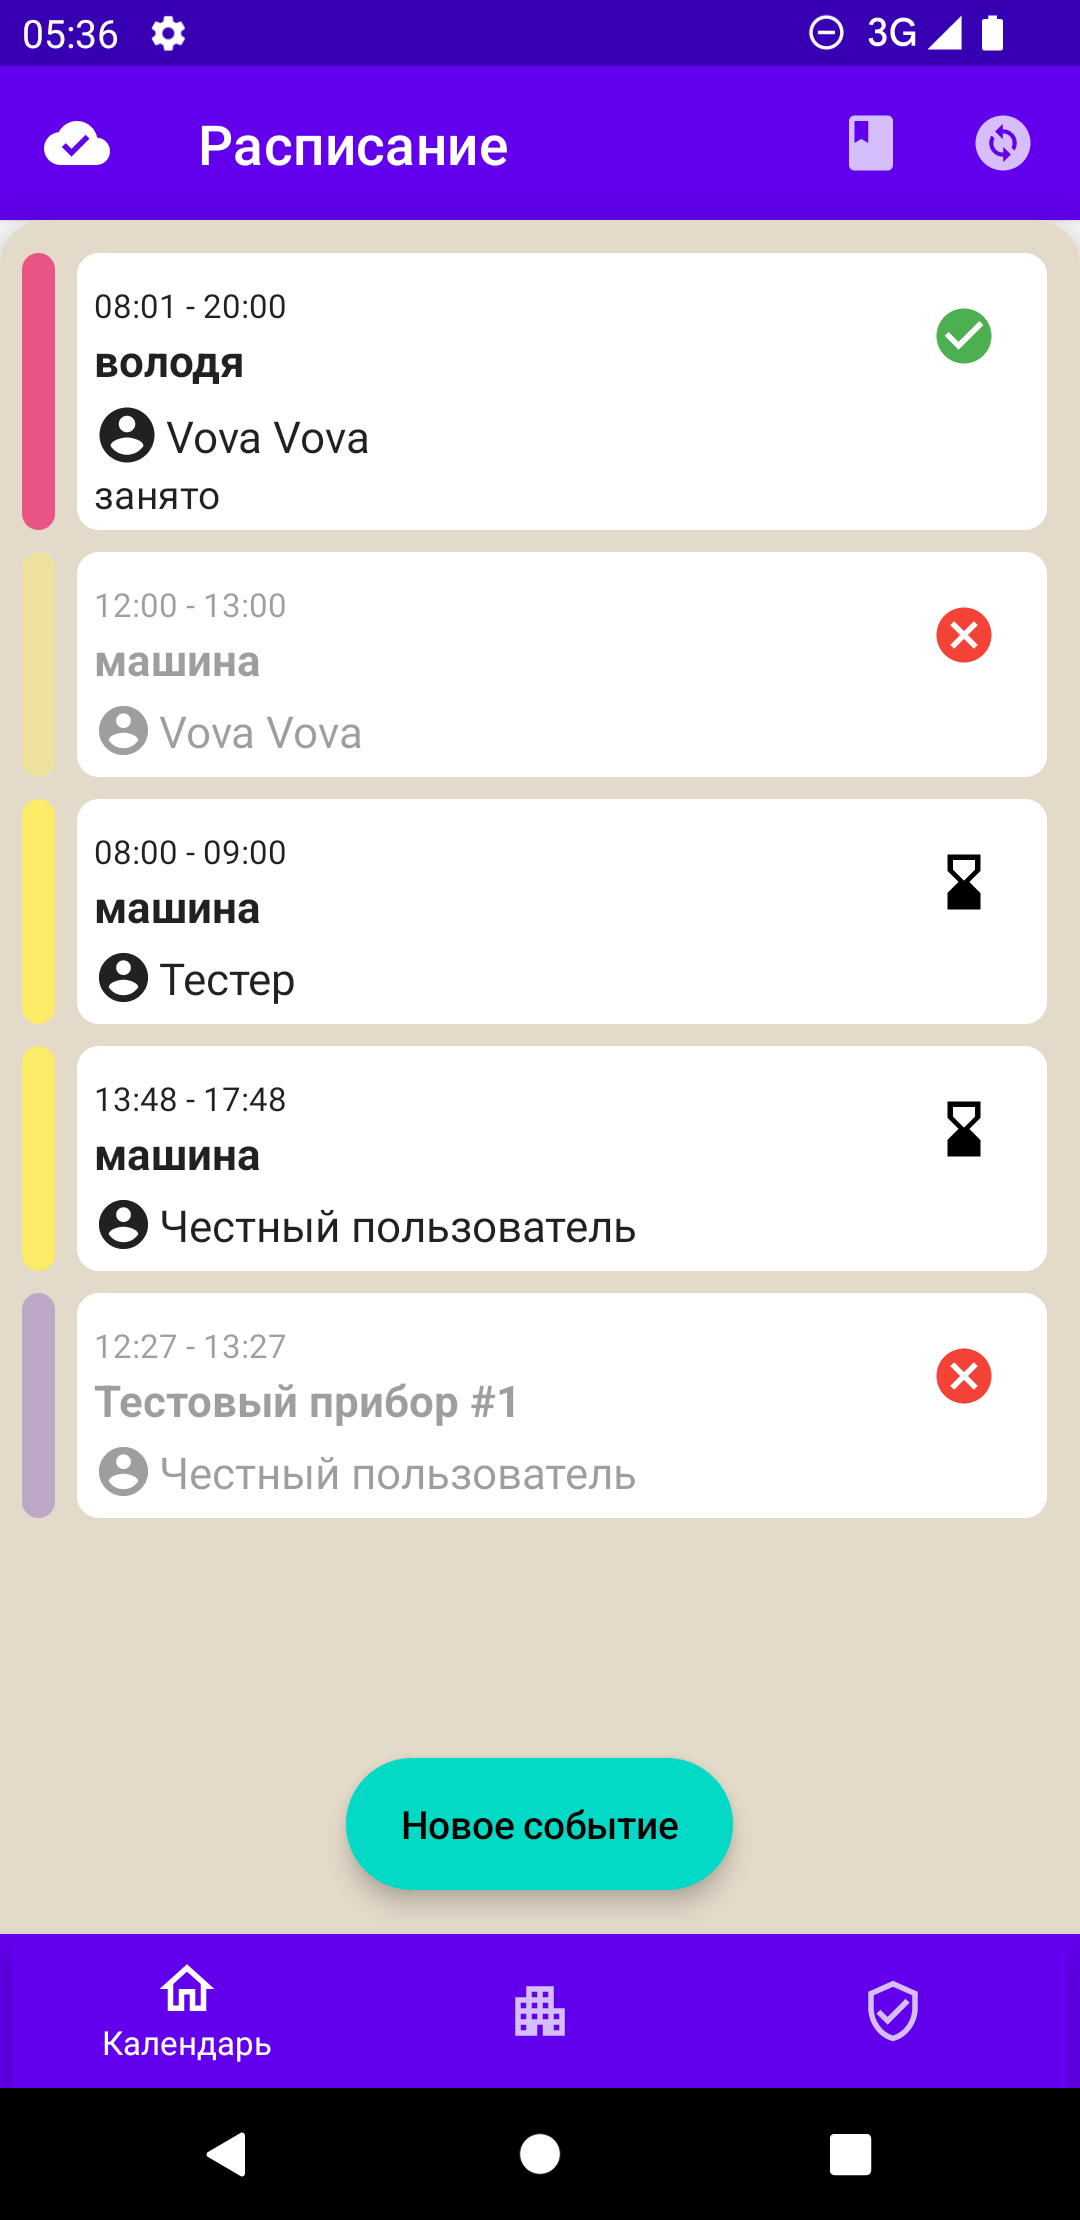 05:36
3G
Расписание
08:01 - 20:00
володя
Vova Vova
занято
12:00 - 13:00
машина
Vova Vova
08:00 - 09:00
машина
Тестер
13:48 - 17:48
машина
Честный пользователь
12:27 - 13:27
Тестовый прибор #1
Честный пользователь
Новое событие
Календарь